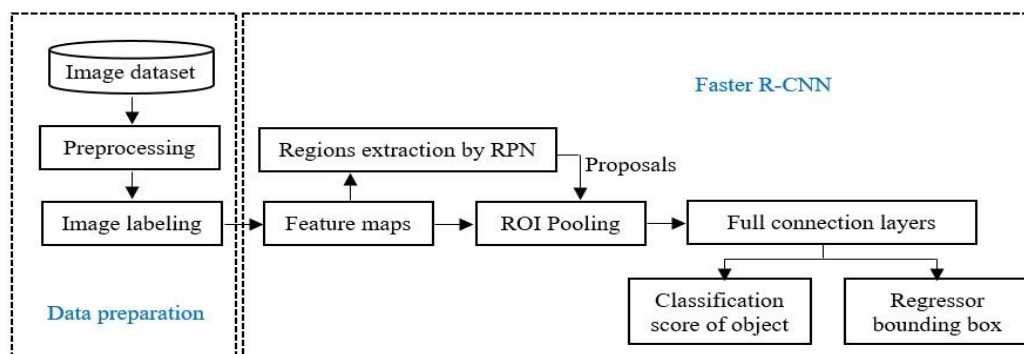 Image dataset
Preprocessing
Image labeling
Data preparation
Faster R-CNN
Regions extraction by RPN
Proposals
Feature maps
ROI Pooling
Full connection layers
Classification
score of object
Regressor
bounding box